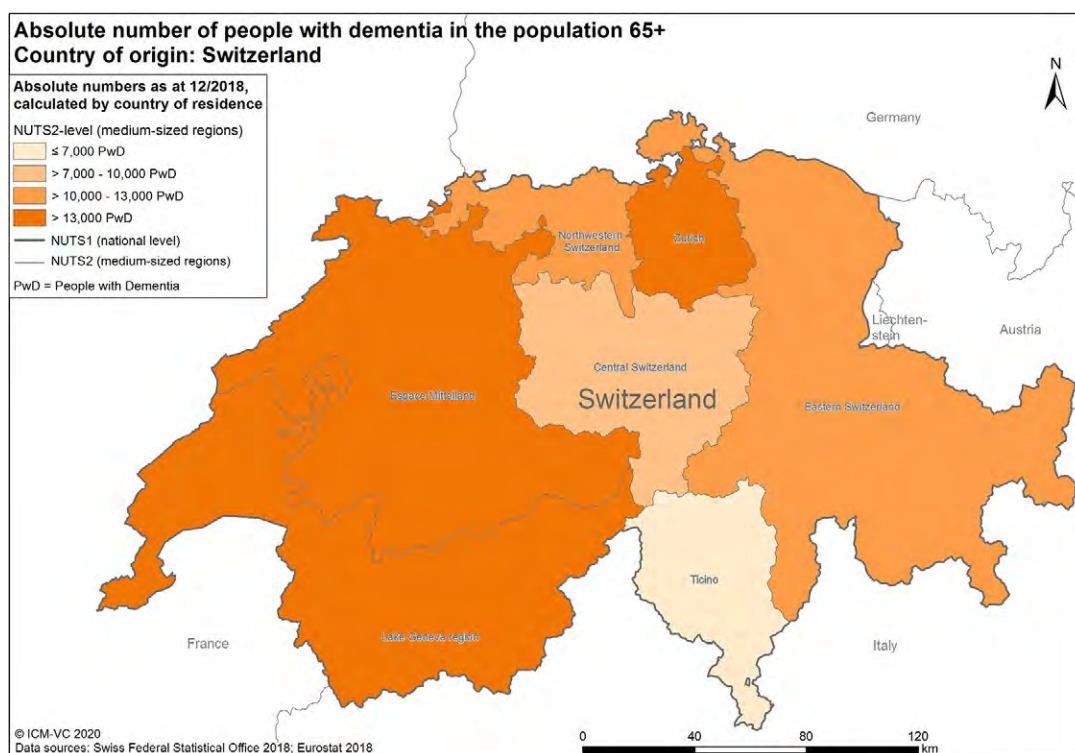 Absolute number of people with dementia in the population 65+
Country of origin: Switzerland
Absolute numbers as at 12/2018,
calculated by country of residence
NUTS2-level (medium-sized regions)
≤ 7,000 PwD
> 7,000 - 10,000 PwD
> 10,000 - 13,000 PwD
> 13,000 PwD
NUTS1 (national level)
NUTS2 (medium-sized regions)
PwD = People with Dementia
N
Germany
Northwestern
Switzerland
Zurich
Liechten-
stein
Austria
Central Switzerland
Switzerland
Espace Mittelland
Eastern Switzerland
Ticino
Lake Geneva region
France
Italy
© ICM-VC 2020
Data sources: Swiss Federal Statistical Office 2018; Eurostat 2018
0 40 80 120
km